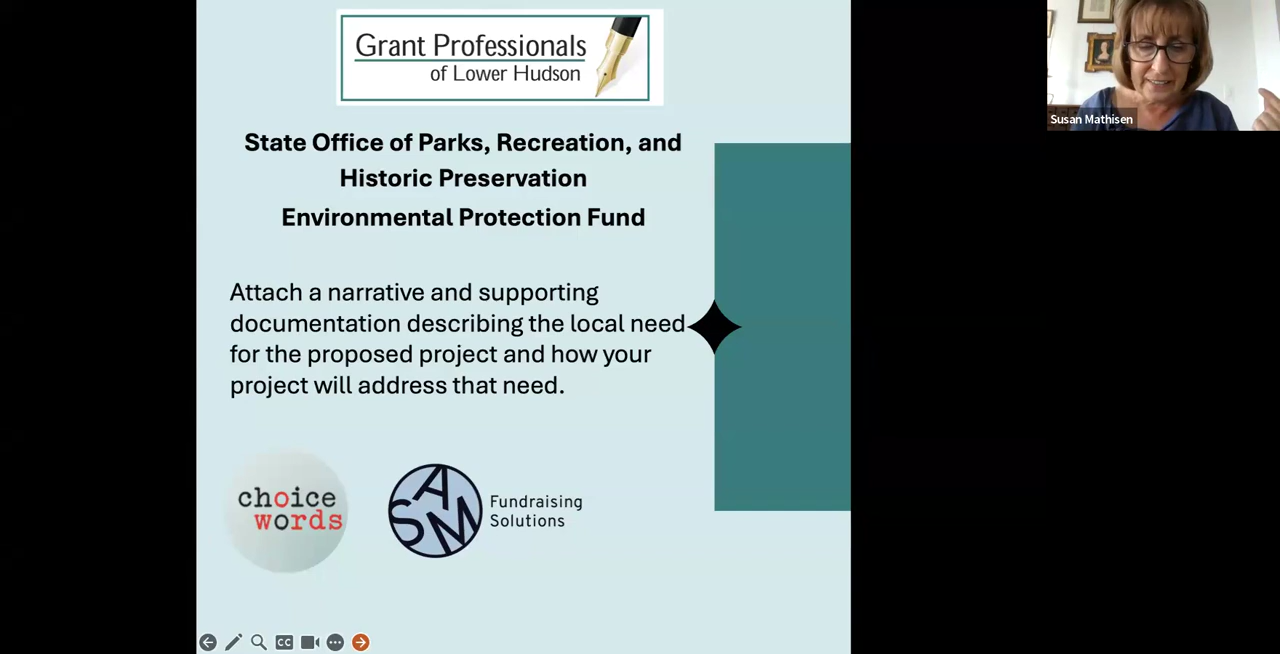 Grant Professionals
of Lower Hudson
Susan Mathisen
State Office of Parks, Recreation, and
Historic Preservation
Environmental Protection Fund
Attach a narrative and supporting
documentation describing the local need
for the proposed project and how your
project will address that need.
choice
words
SAM
Fundraising
Solutions
CC